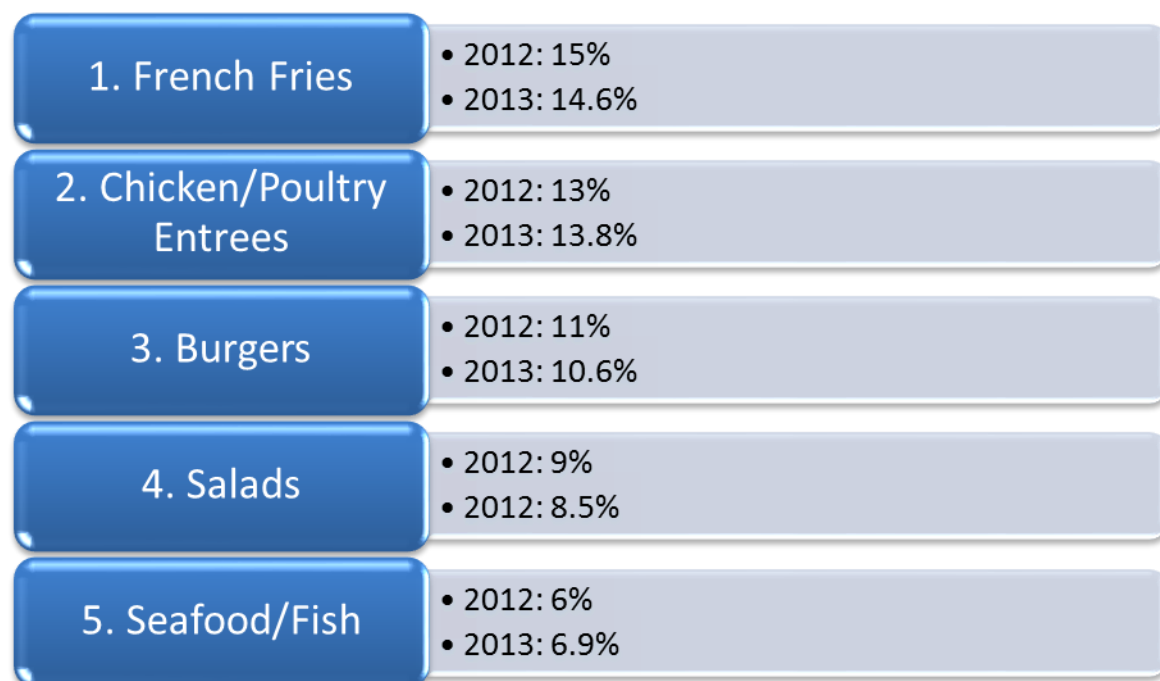 1. French Fries
• 2012: 15%
• 2013: 14.6%
2. Chicken/Poultry
Entrees
• 2012: 13%
• 2013: 13.8%
3. Burgers
• 2012: 11%
• 2013: 10.6%
4. Salads
• 2012: 9%
• 2012: 8.5%
5. Seafood/Fish
• 2012: 6%
• 2013: 6.9%